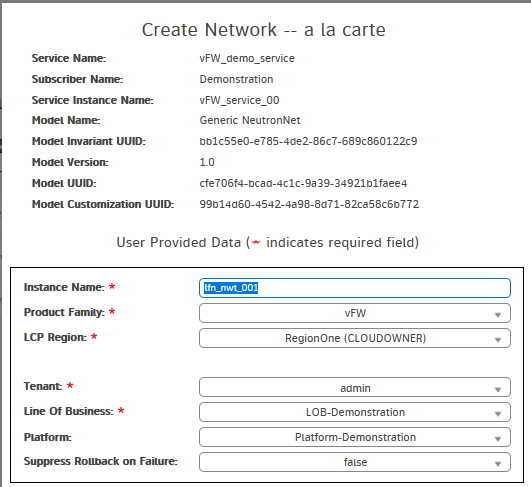 Create Network -- a la carte
Service Name: vFW_demo_service
Subscriber Name: Demonstration
Service Instance Name: vFW_service_00
Model Name: Generic NeutronNet
Model Invariant UUID: bb1c55e0-e785-4de2-86c7-689c860122c9
Model Version: 1.0
Model UUID: cfe706f4-bcad-4c1c-9a39-34921b1faee4
Model Customization UUID: 99b14d60-4542-4a98-8d71-82ca58c6b772
User Provided Data (* indicates required field)
Instance Name: * lfn_nwt_001
Product Family: * vFW
LCP Region: * RegionOne (CLOUDOWNER)
Tenant: * admin
Line Of Business: * LOB-Demonstration
Platform: Platform-Demonstration
Suppress Rollback on Failure: false